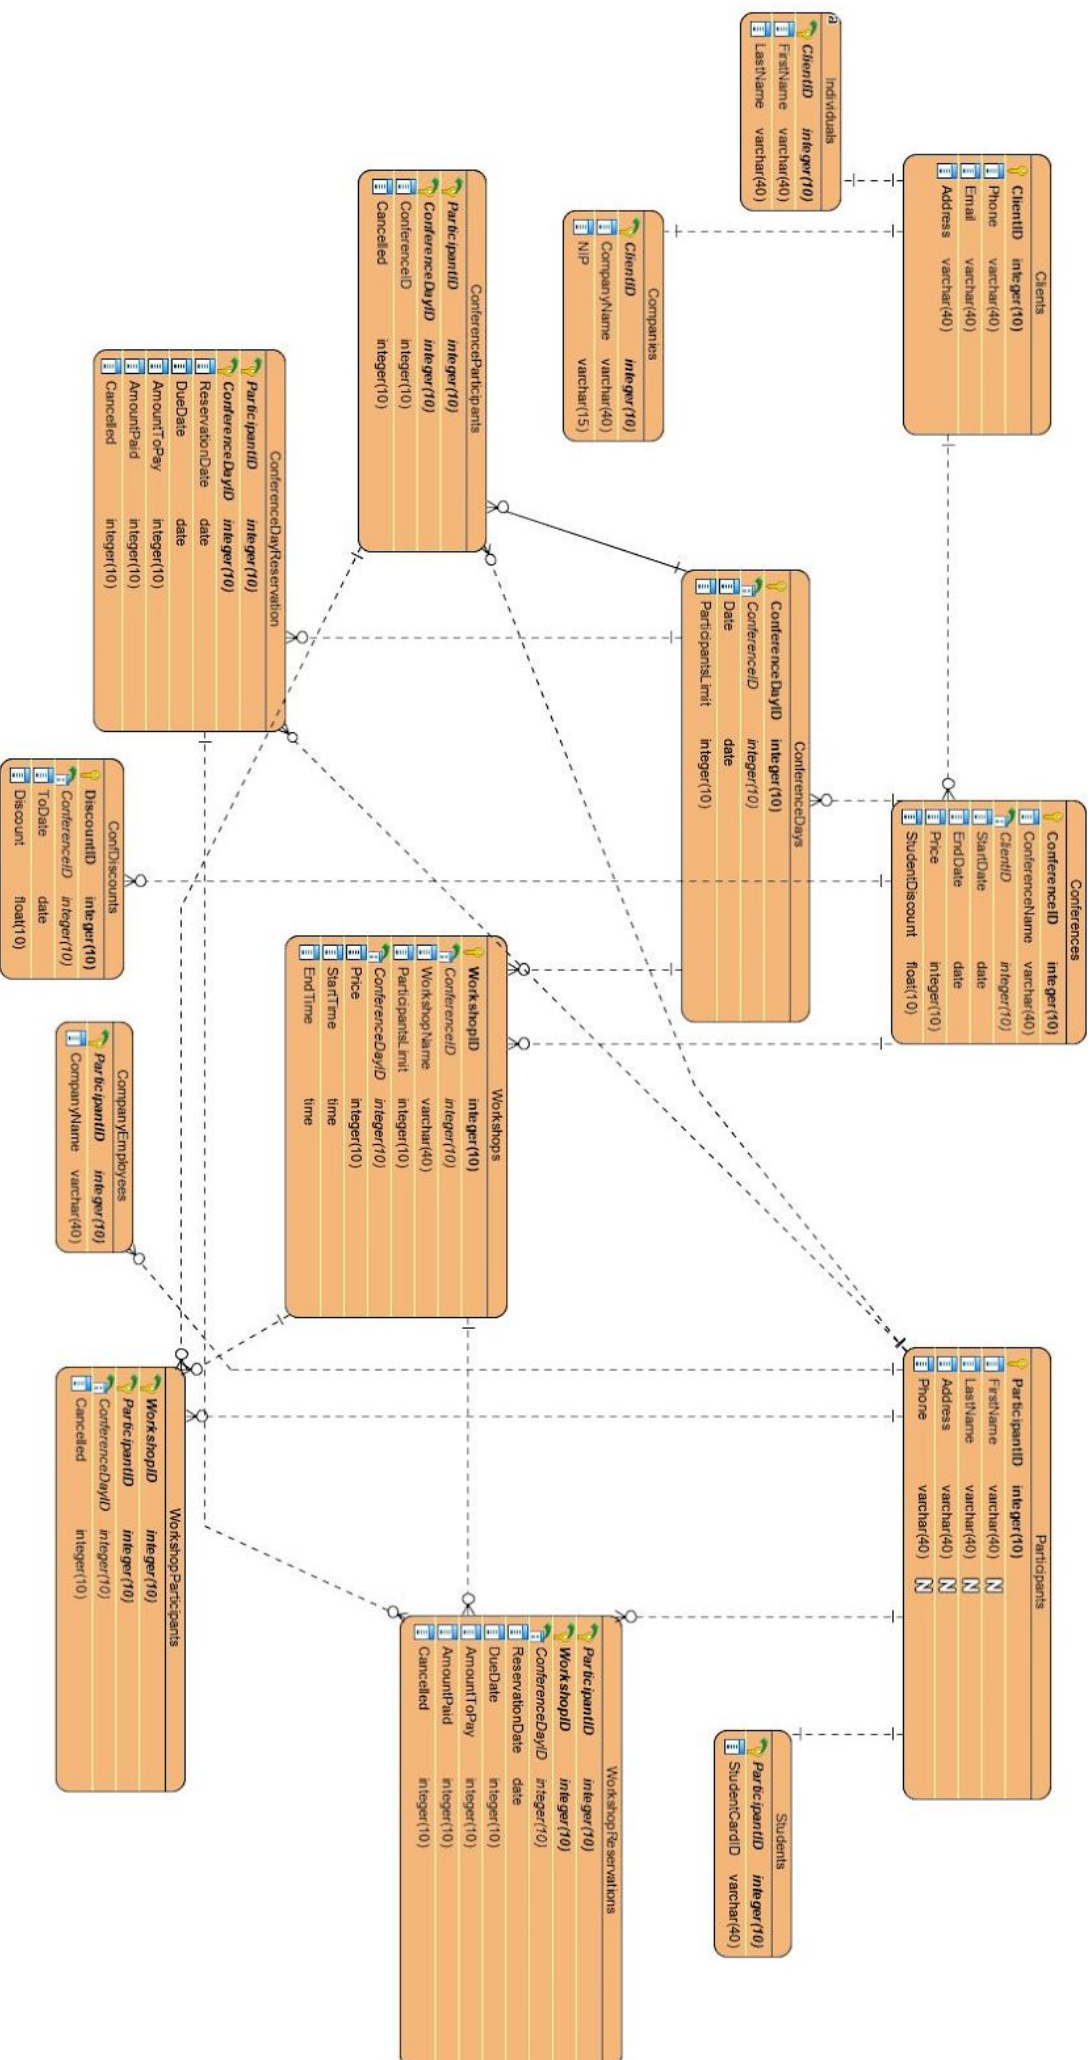 Individuals
ClientID integer(10)
FirstName varchar(40)
LastName varchar(40)
Clients
ClientID integer(10)
Phone varchar(40)
Email varchar(40)
Address varchar(40)
Companies
ClientID integer(10)
CompanyName varchar(40)
NIP varchar(15)
ConferenceParticipants
ParticipantID integer(10)
ConferenceDayID integer(10)
ConferenceID integer(10)
Cancelled integer(10)
ConferenceDayReservation
ParticipantID integer(10)
ConferenceDayID integer(10)
ReservationDate date
DueDate date
AmountToPay integer(10)
AmountPaid integer(10)
Cancelled integer(10)
ConferenceDays
ConferenceDayID integer(10)
ConferenceID integer(10)
Date date
ParticipantsLimit integer(10)
Conferences
ConferenceID integer(10)
ConferenceName varchar(40)
ClientID integer(10)
StartDate date
EndDate date
Price integer(10)
StudentDiscount float(10)
ConfDiscounts
DiscountID integer(10)
ConferenceID integer(10)
ToDate date
Discount float(10)
Workshops
WorkshopID integer(10)
ConferenceID integer(10)
WorkshopName varchar(40)
ParticipantsLimit integer(10)
ConferenceDayID integer(10)
Price integer(10)
StartTime time
EndTime time
CompanyEmployees
ParticipantID integer(10)
CompanyName varchar(40)
Participants
ParticipantID integer(10)
FirstName varchar(40) N
LastName varchar(40) N
Address varchar(40) N
Phone varchar(40) N
WorkshopParticipants
WorkshopID integer(10)
ParticipantID integer(10)
ConferenceDayID integer(10)
Cancelled integer(10)
WorkshopReservations
ParticipantID integer(10)
WorkshopID integer(10)
ConferenceDayID integer(10)
ReservationDate date
DueDate integer(10)
AmountToPay integer(10)
AmountPaid integer(10)
Cancelled integer(10)
Students
ParticipantID integer(10)
StudentCardID varchar(40)